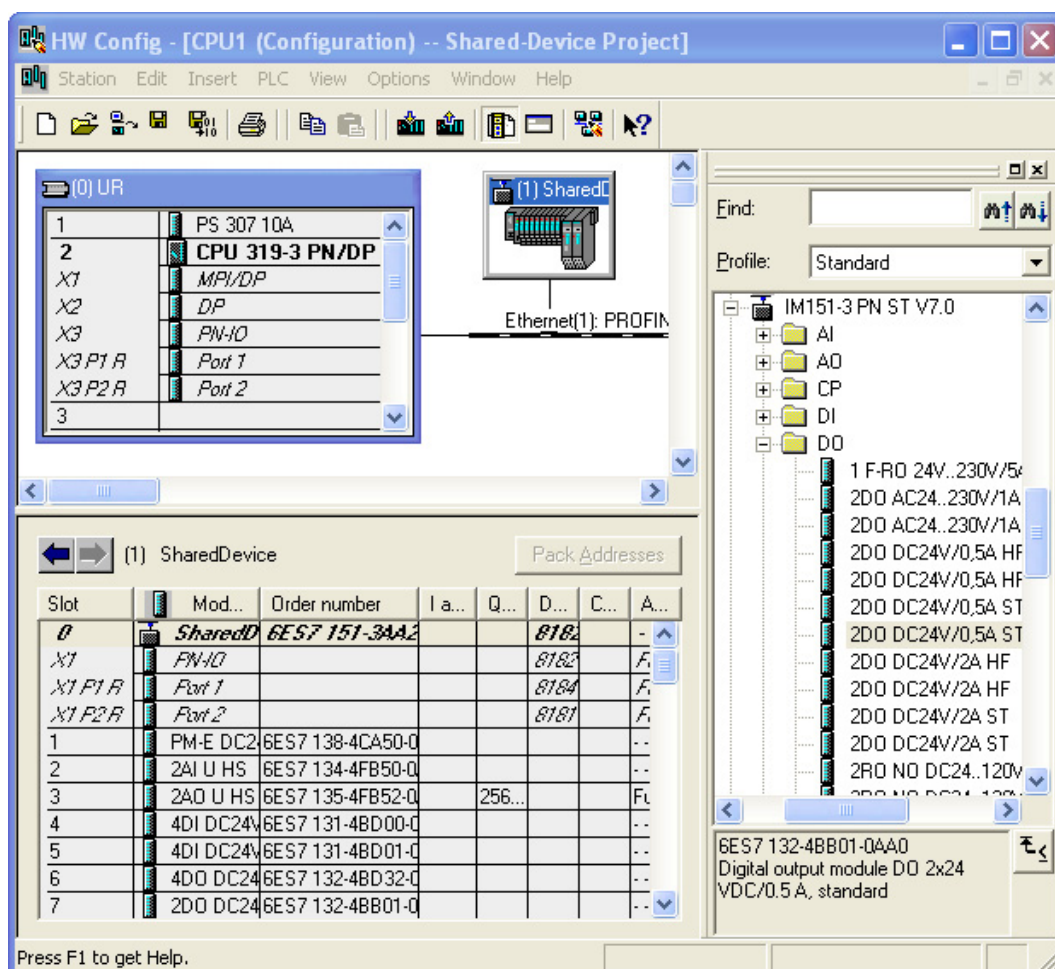 HW Config - [CPU1 (Configuration) -- Shared-Device Project]
Station Edit Insert PLC View Options Window Help
(0) UR
1 PS 307 10A
2 CPU 319-3 PN/DP
X1 MPI/DP
X2 DP
X3 PN-IO
X3 P1 R Port 1
X3 P2 R Port 2
3
(1) SharedD
Ethernet(1): PROFIN
Find:
Profile: Standard
IM151-3 PN ST V7.0
AI
AO
CP
DI
DO
1 F-RO 24V..230V/5A
2DO AC24..230V/1A
2DO AC24..230V/1A
2DO DC24V/0,5A HF
2DO DC24V/0,5A HF
2DO DC24V/0,5A ST
2DO DC24V/0,5A ST
2DO DC24V/2A HF
2DO DC24V/2A HF
2DO DC24V/2A ST
2DO DC24V/2A ST
2RO NO DC24..120V
6ES7 132-4BB01-0AA0
Digital output module DO 2x24
VDC/0.5 A, standard
(1) SharedDevice Pack Addresses
Slot Mod... Order number I a... Q... D... C... A...
0 SharedD 6ES7 151-3AA2 8182 -
X1 PN-IO 8182 F
X1 P1 R Port 1 8184 F
X1 P2 R Port 2 8181 F
1 PM-E DC2 6ES7 138-4CA50-0 --
2 2AI U HS 6ES7 134-4FB50-0 --
3 2AO U HS 6ES7 135-4FB52-0 256... Fu
4 4DI DC24V 6ES7 131-4BD00-0 --
5 4DI DC24V 6ES7 131-4BD01-0 --
6 4DO DC24 6ES7 132-4BD32-0 --
7 2DO DC24 6ES7 132-4BB01-0 --
Press F1 to get Help.